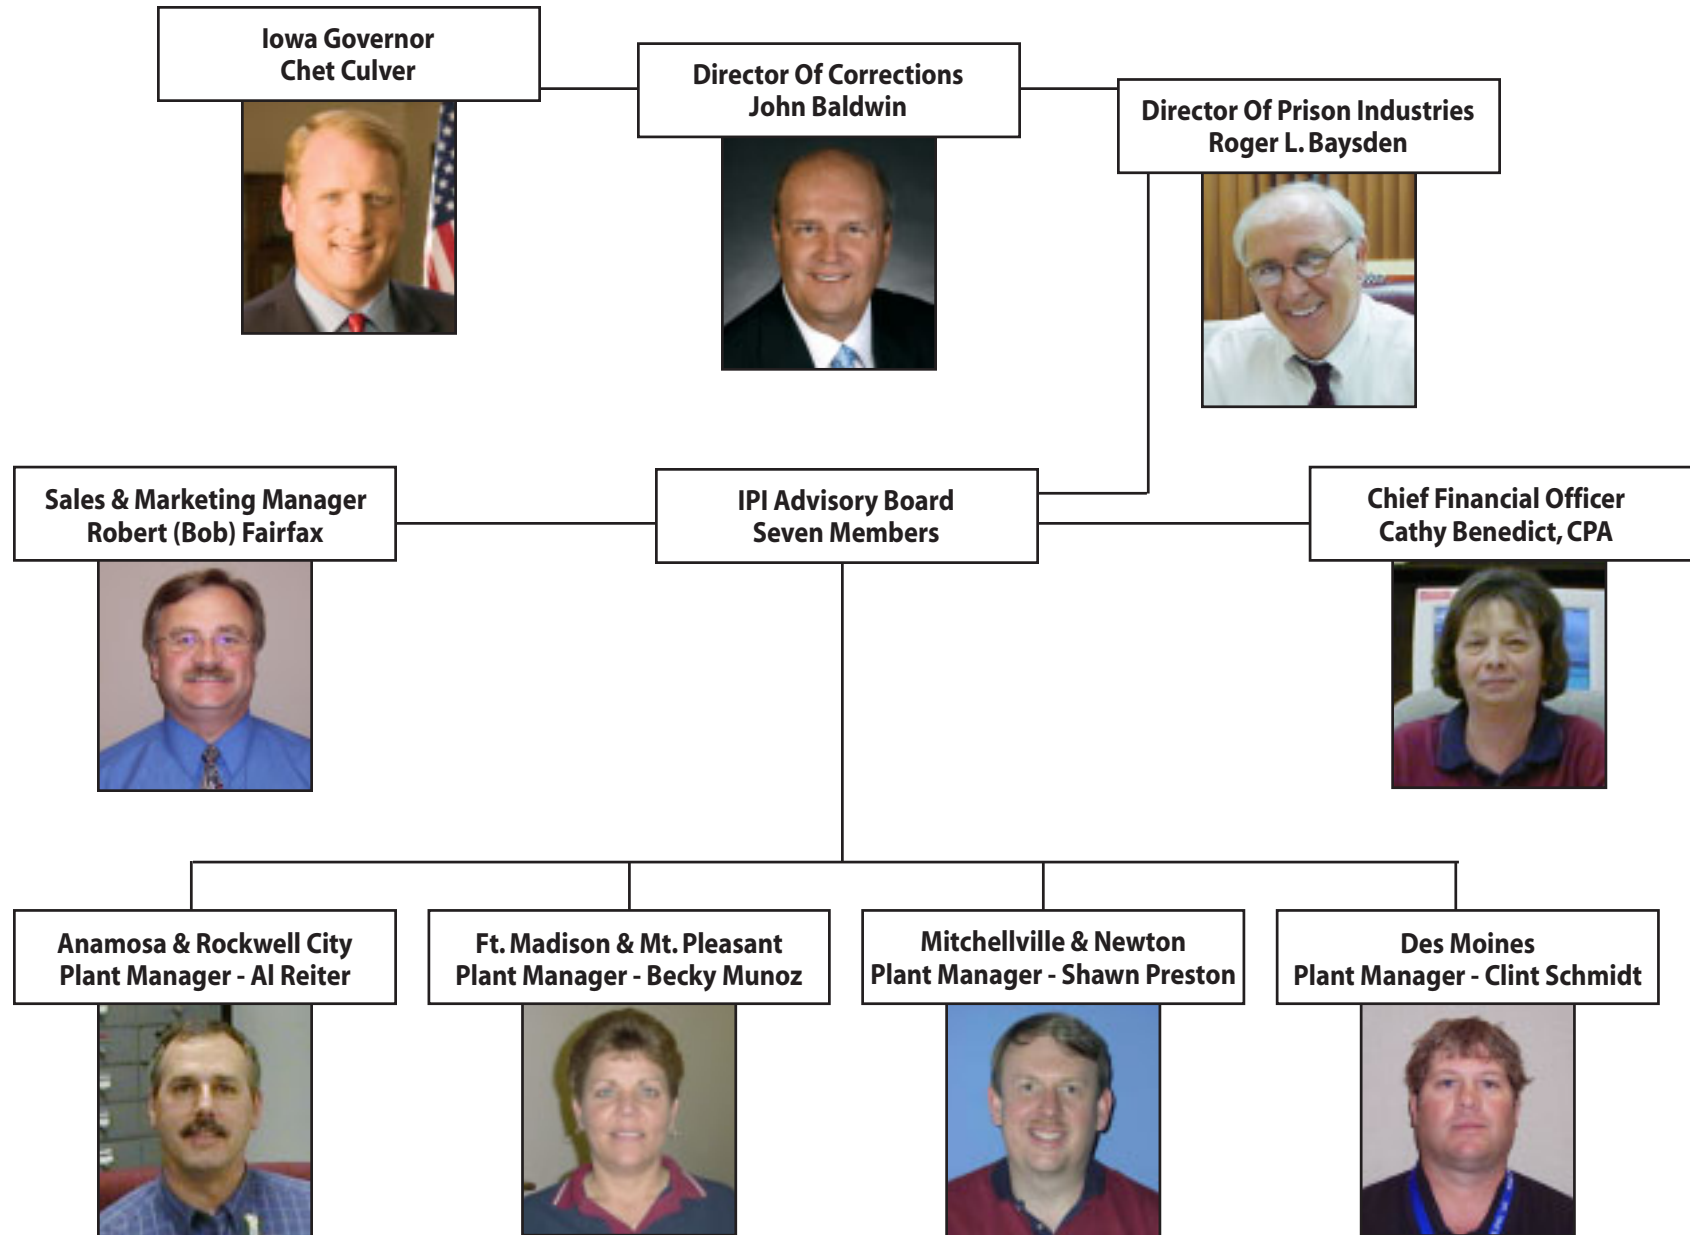 Iowa Governor
Chet Culver
Director Of Corrections
John Baldwin
Director Of Prison Industries
Roger L. Baysden
Sales & Marketing Manager
Robert (Bob) Fairfax
IPI Advisory Board
Seven Members
Chief Financial Officer
Cathy Benedict, CPA
Anamosa & Rockwell City
Plant Manager - Al Reiter
Ft. Madison & Mt. Pleasant
Plant Manager - Becky Munoz
Mitchellville & Newton
Plant Manager - Shawn Preston
Des Moines
Plant Manager - Clint Schmidt